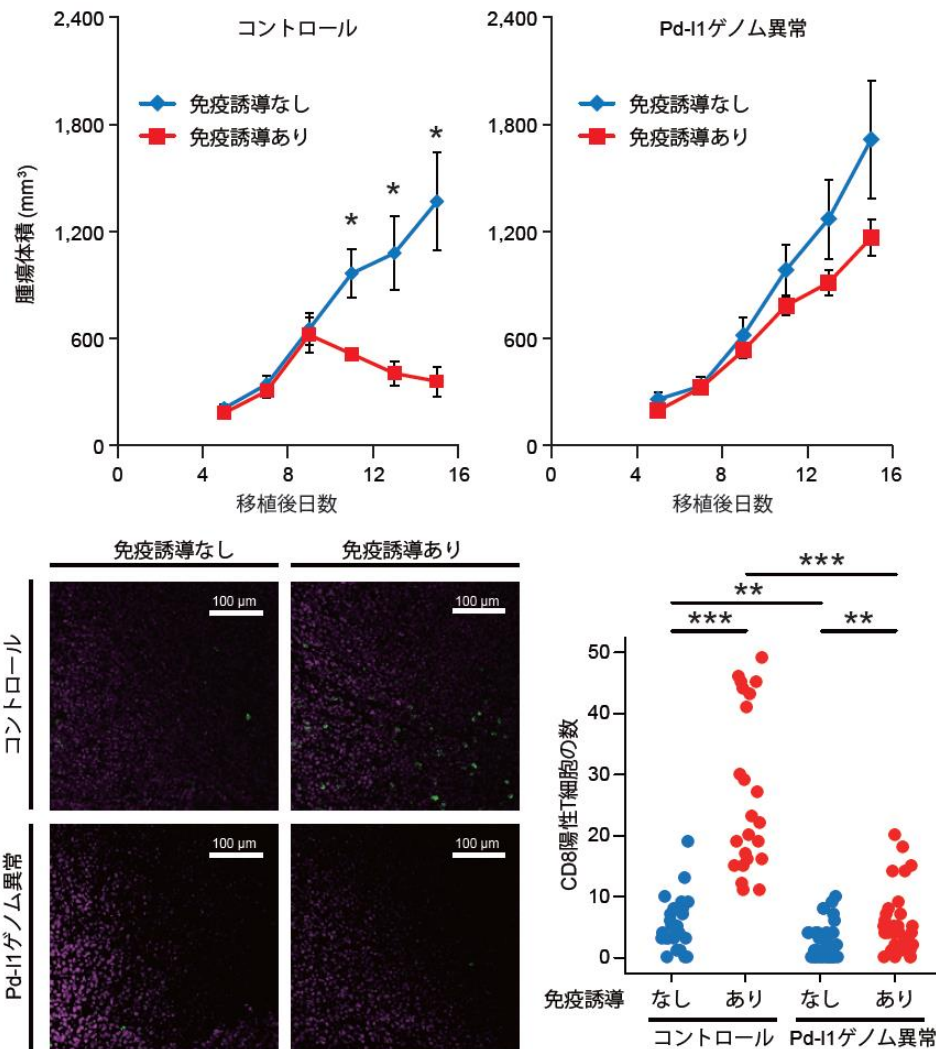 コントロール
免疫誘導なし
免疫誘導あり
*
*
*
腫瘍体積 (mm³)
2,400
1,800
1,200
600
0
0
4
8
12
16
移植後日数
Pd-l1ゲノム異常
免疫誘導なし
免疫誘導あり
2,400
1,800
1,200
600
0
0
4
8
12
16
移植後日数
免疫誘導なし
免疫誘導あり
コントロール
Pd-l1ゲノム異常
100 µm
100 µm
100 µm
100 µm
***
**
***
**
CD8陽性T細胞の数
50
40
30
20
10
0
免疫誘導
なし
あり
なし
あり
コントロール
Pd-l1ゲノム異常